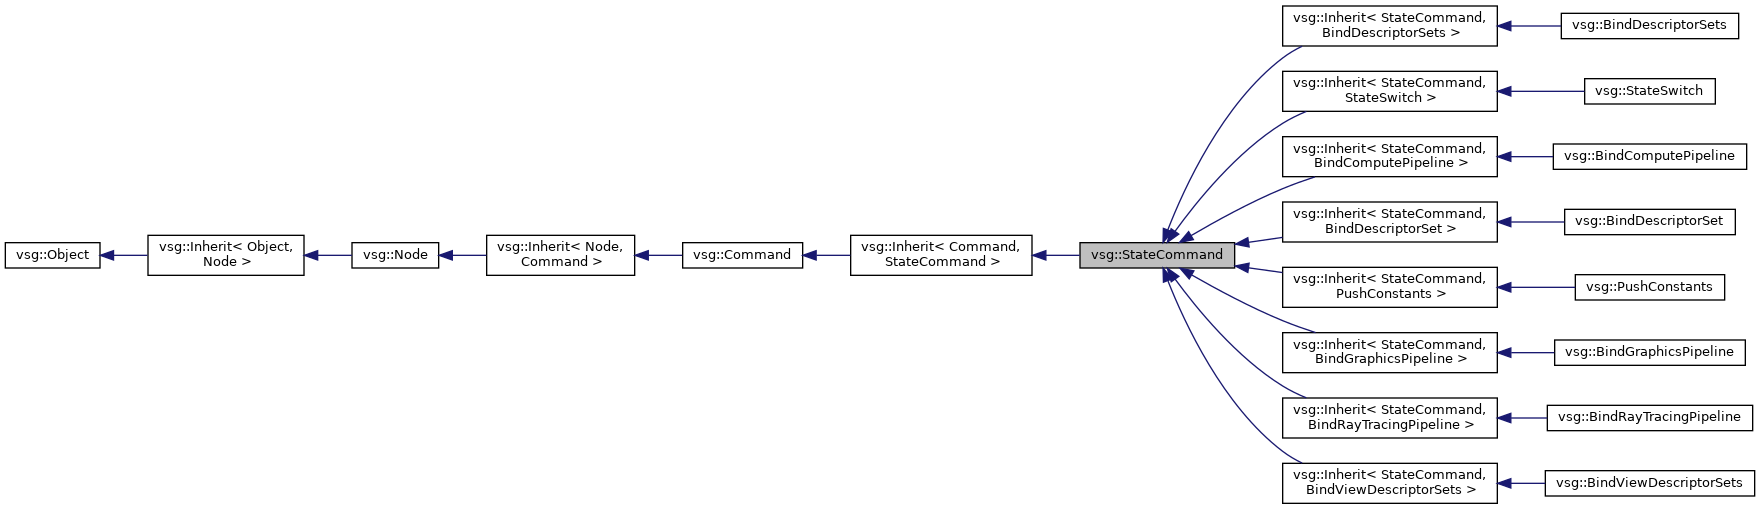 vsg::Object
vsg::Inherit< Object,
Node >
vsg::Node
vsg::Inherit< Node,
Command >
vsg::Command
vsg::Inherit< Command,
StateCommand >
vsg::StateCommand
vsg::Inherit< StateCommand,
BindDescriptorSets >
vsg::BindDescriptorSets
vsg::Inherit< StateCommand,
StateSwitch >
vsg::StateSwitch
vsg::Inherit< StateCommand,
BindComputePipeline >
vsg::BindComputePipeline
vsg::Inherit< StateCommand,
BindDescriptorSet >
vsg::BindDescriptorSet
vsg::Inherit< StateCommand,
PushConstants >
vsg::PushConstants
vsg::Inherit< StateCommand,
BindGraphicsPipeline >
vsg::BindGraphicsPipeline
vsg::Inherit< StateCommand,
BindRayTracingPipeline >
vsg::BindRayTracingPipeline
vsg::Inherit< StateCommand,
BindViewDescriptorSets >
vsg::BindViewDescriptorSets